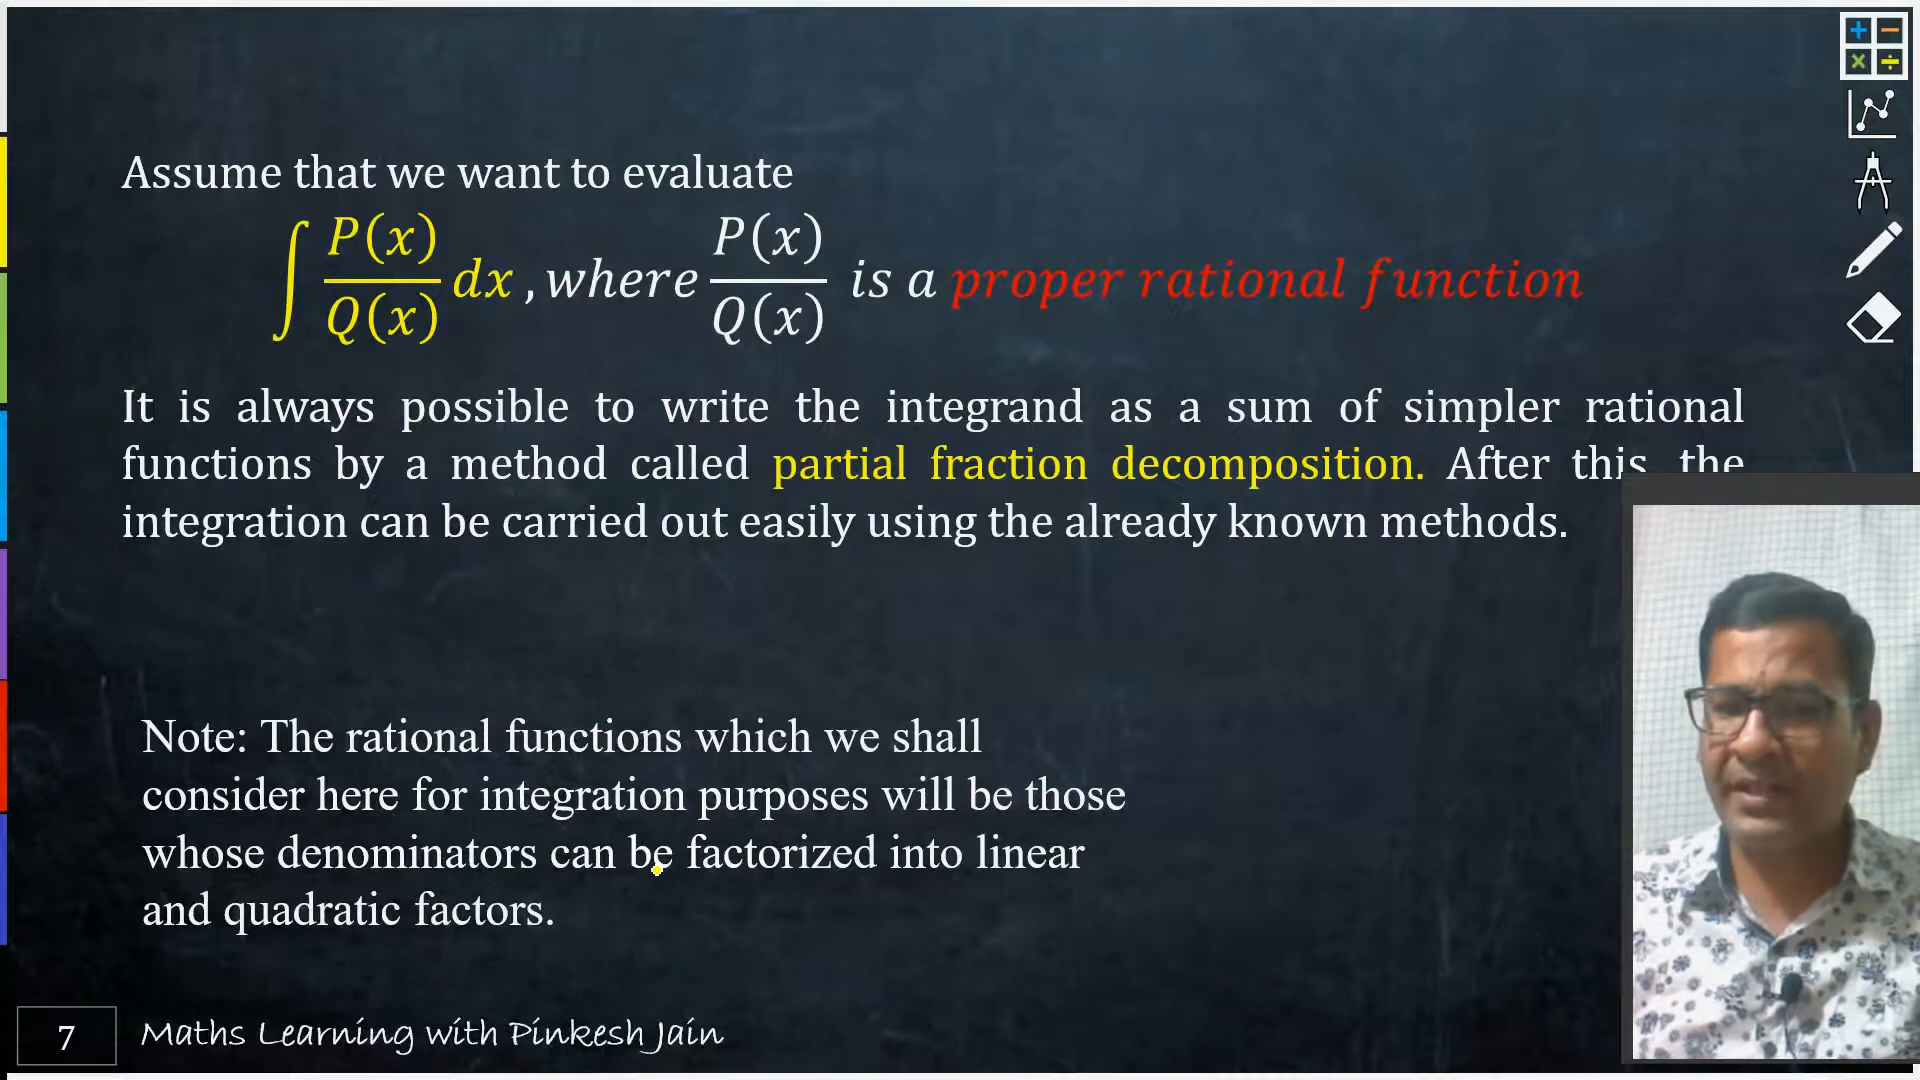 Assume that we want to evaluate
∫ P(x)/Q(x) dx , where P(x)/Q(x) is a proper rational function
It is always possible to write the integrand as a sum of simpler rational
functions by a method called partial fraction decomposition. After this the
integration can be carried out easily using the already known methods.
Note: The rational functions which we shall
consider here for integration purposes will be those
whose denominators can be factorized into linear
and quadratic factors.
7 Maths Learning with Pinkesh Jain